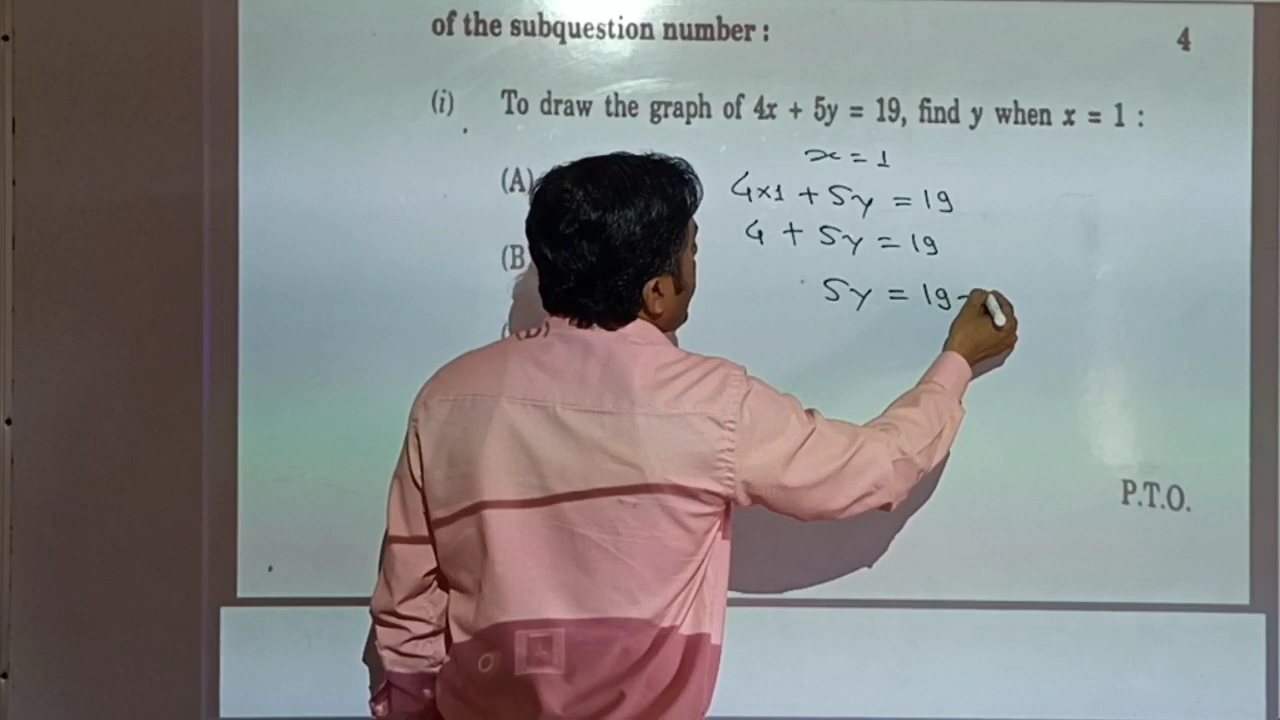 of the subquestion number :
4
(i) To draw the graph of 4x + 5y = 19, find y when x = 1 :
x = 1
(A)
4×1 + 5y = 19
4 + 5y = 19
(B
5y = 19 -
(D)
P.T.O.